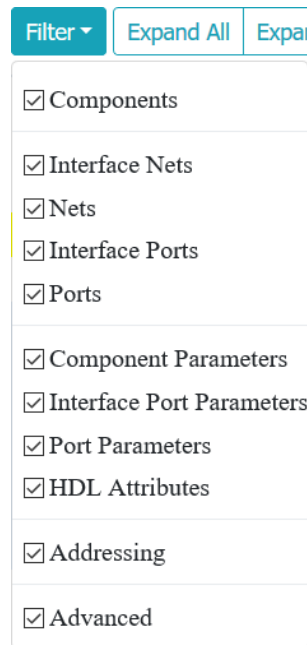 Filter
Expand All
Components
Interface Nets
Nets
Interface Ports
Ports
Component Parameters
Interface Port Parameters
Port Parameters
HDL Attributes
Addressing
Advanced